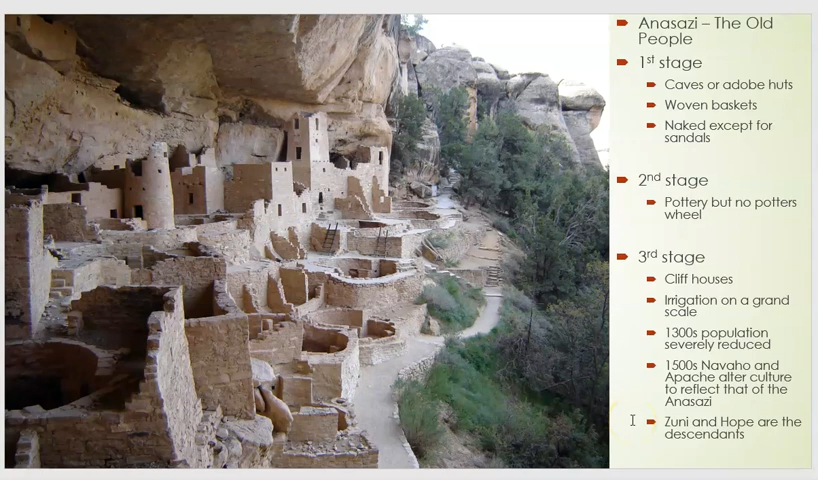 Anasazi – The Old
People
1st stage
Caves or adobe huts
Woven baskets
Naked except for
sandals
2nd stage
Pottery but no potters
wheel
3rd stage
Cliff houses
Irrigation on a grand
scale
1300s population
severely reduced
1500s Navaho and
Apache alter culture
to reflect that of the
Anasazi
Zuni and Hope are the
descendants